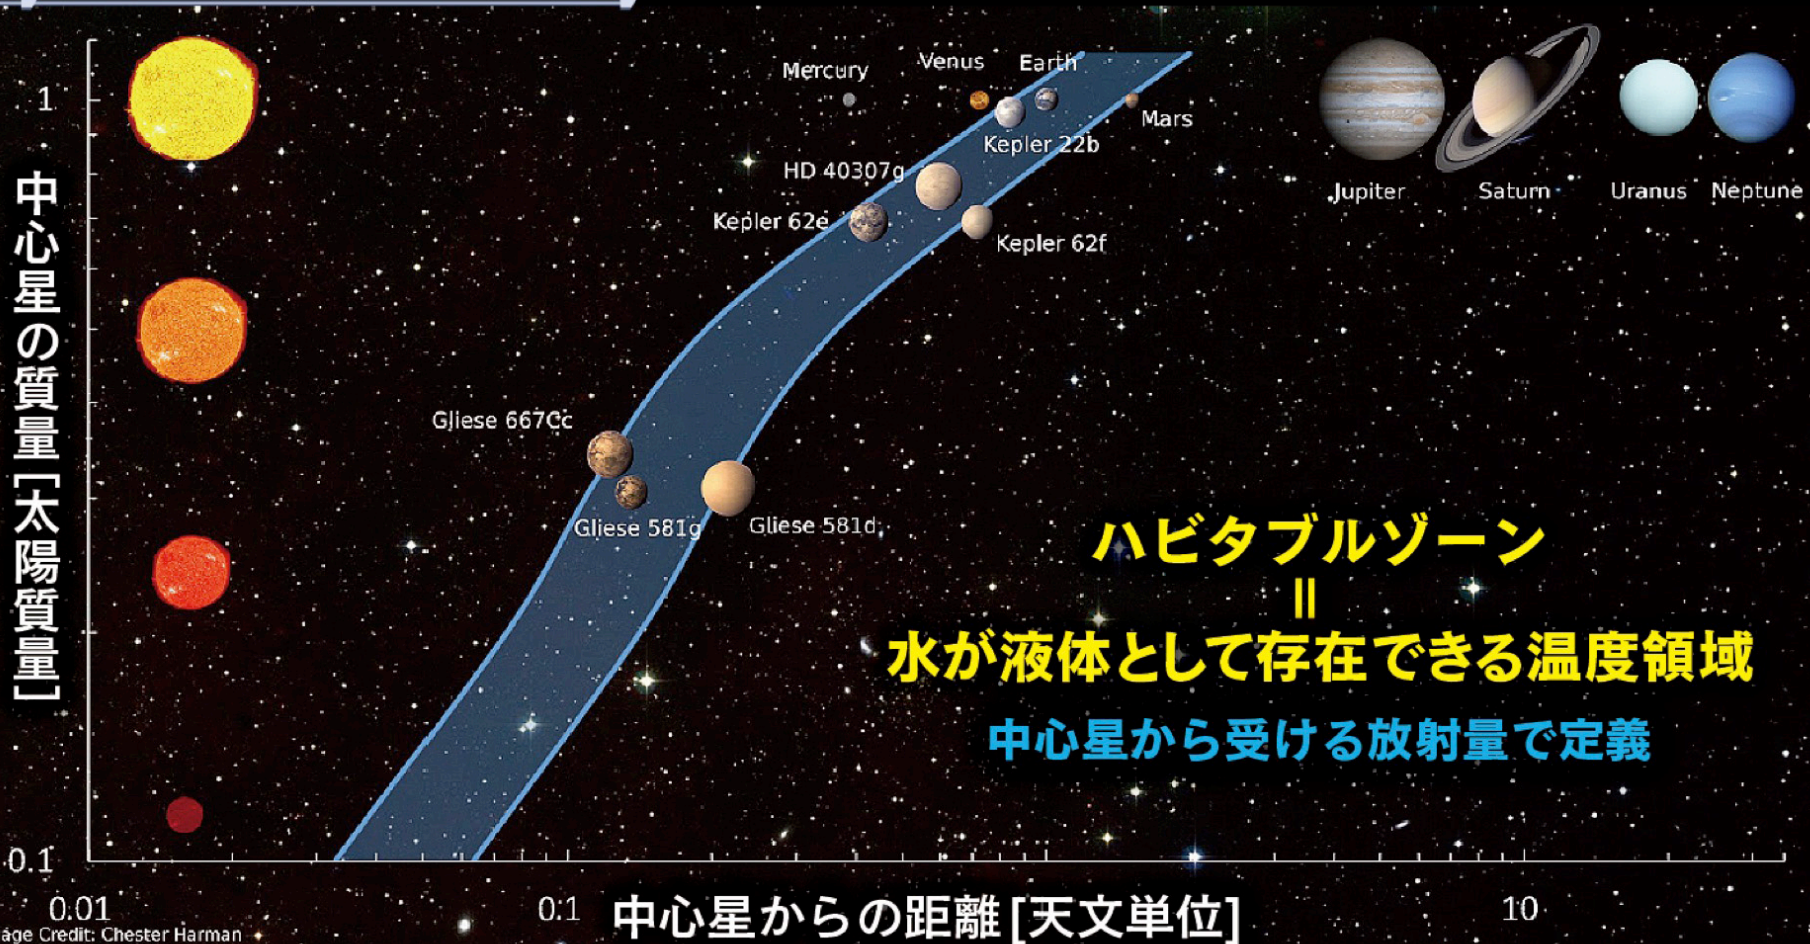 Mercury
Venus
Earth
Mars
Kepler 22b
HD 40307g
Kepler 62e
Kepler 62f
Jupiter
Saturn
Uranus
Neptune
Gliese 667Cc
Gliese 581g
Gliese 581d
ハビタブルゾーン
=
水が液体として存在できる温度領域
中心星から受ける放射量で定義
中心星の質量[太陽質量]
1
0.1
0.01
0.1
10
中心星からの距離[天文単位]
age Credit: Chester Harman